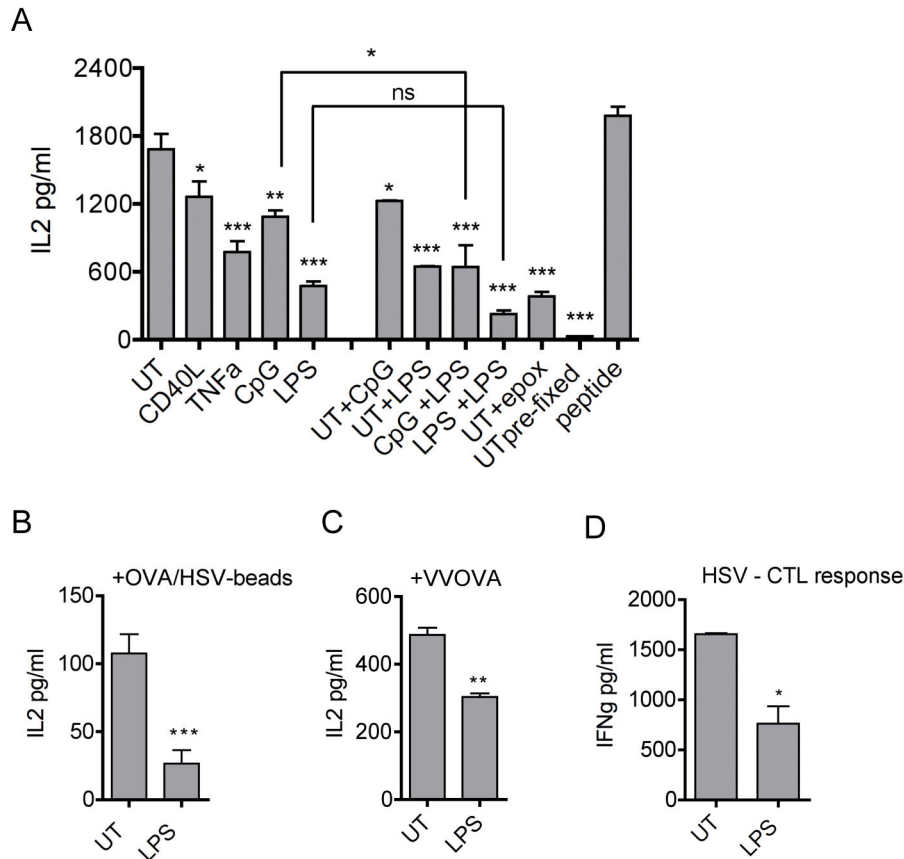 A
*
ns
IL2 pg/ml
2400
1800
1200
600
0
*
***
**
***
*
***
***
***
***
***
UT
CD40L
TNFa
CpG
LPS
UT+CpG
UT+LPS
CpG +LPS
LPS +LPS
UT+epox
UTpre-fixed
peptide
B
+OVA/HSV-beads
IL2 pg/ml
150
100
50
0
***
UT
LPS
C
+VVOVA
IL2 pg/ml
600
400
200
0
**
UT
LPS
D
HSV - CTL response
IFNg pg/ml
2000
1500
1000
500
0
*
UT
LPS